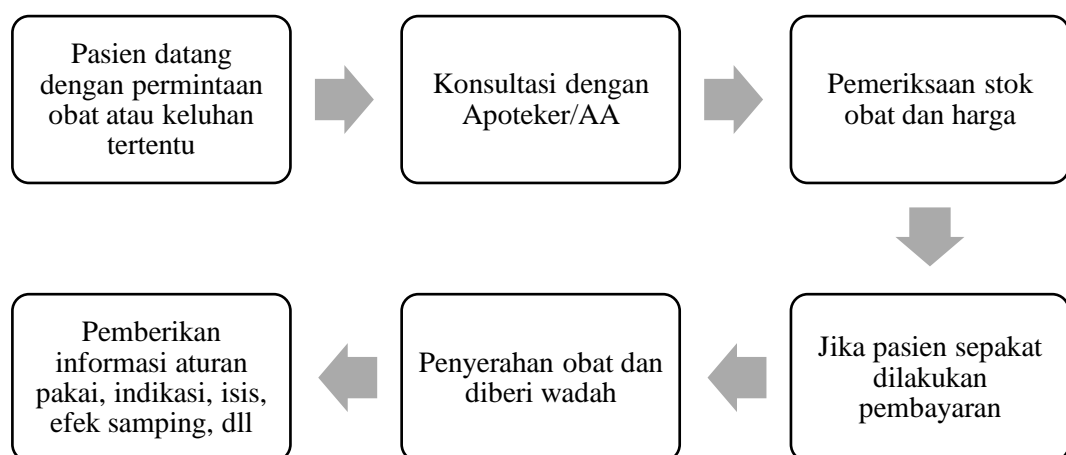 Pasien datang
dengan permintaan
obat atau keluhan
tertentu
Konsultasi dengan
Apoteker/AA
Pemeriksaan stok
obat dan harga
Jika pasien sepakat
dilakukan
pembayaran
Penyerahan obat dan
diberi wadah
Pemberikan
informasi aturan
pakai, indikasi, isis,
efek samping, dll